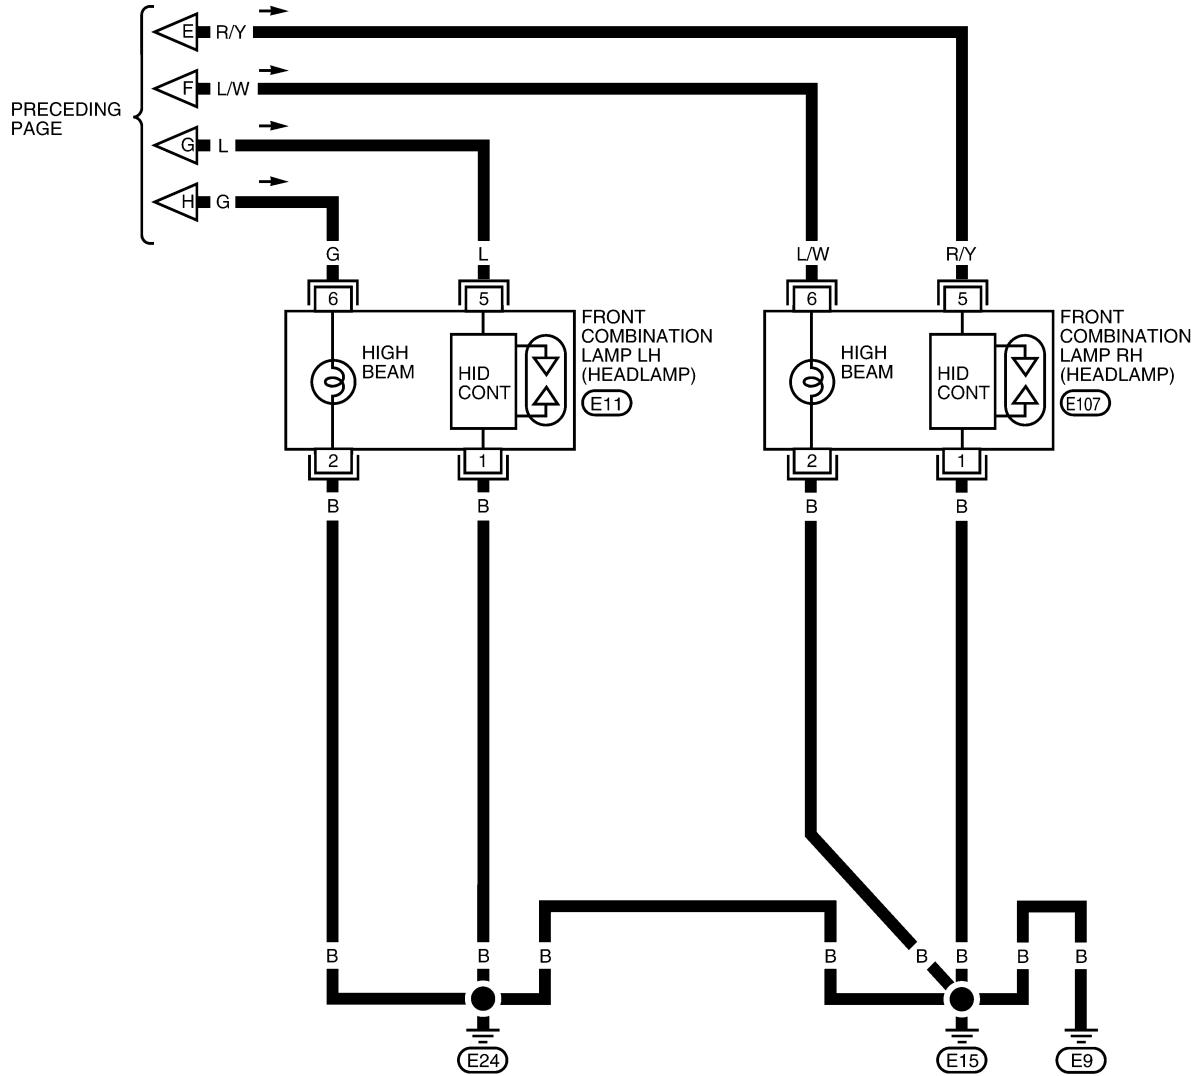 E R/Y
F L/W
PRECEDING
PAGE
G L
H G
G L L/W R/Y
6 5 6 5
FRONT
COMBINATION
LAMP LH
(HEADLAMP)
E11
HIGH
BEAM
HID
CONT
FRONT
COMBINATION
LAMP RH
(HEADLAMP)
E107
HIGH
BEAM
HID
CONT
2 1 2 1
B B B B
B B B B B B B B
E24 E15 E9